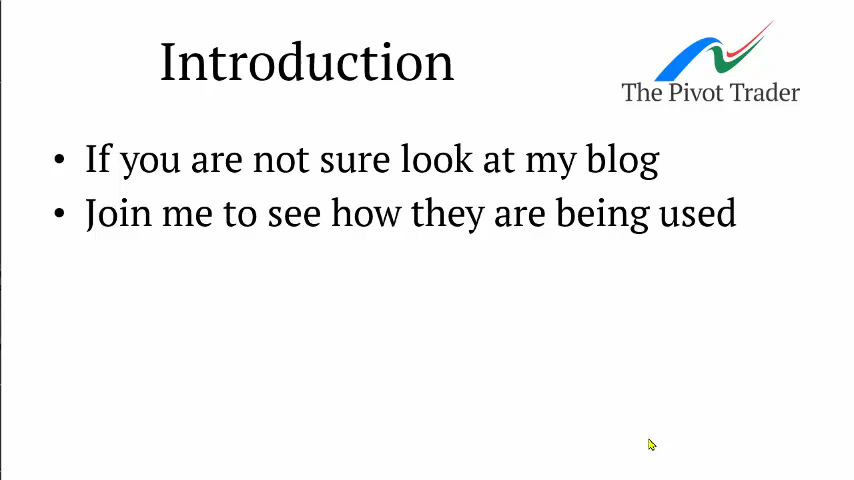 Introduction
The Pivot Trader
• If you are not sure look at my blog
• Join me to see how they are being used